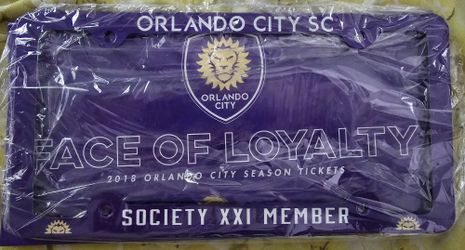 ORLANDO CITY SC
ORLANDO
CITY
FACE OF LOYALTY
2018 ORLANDO CITY SEASON TICKETS
SOCIETY XXI MEMBER